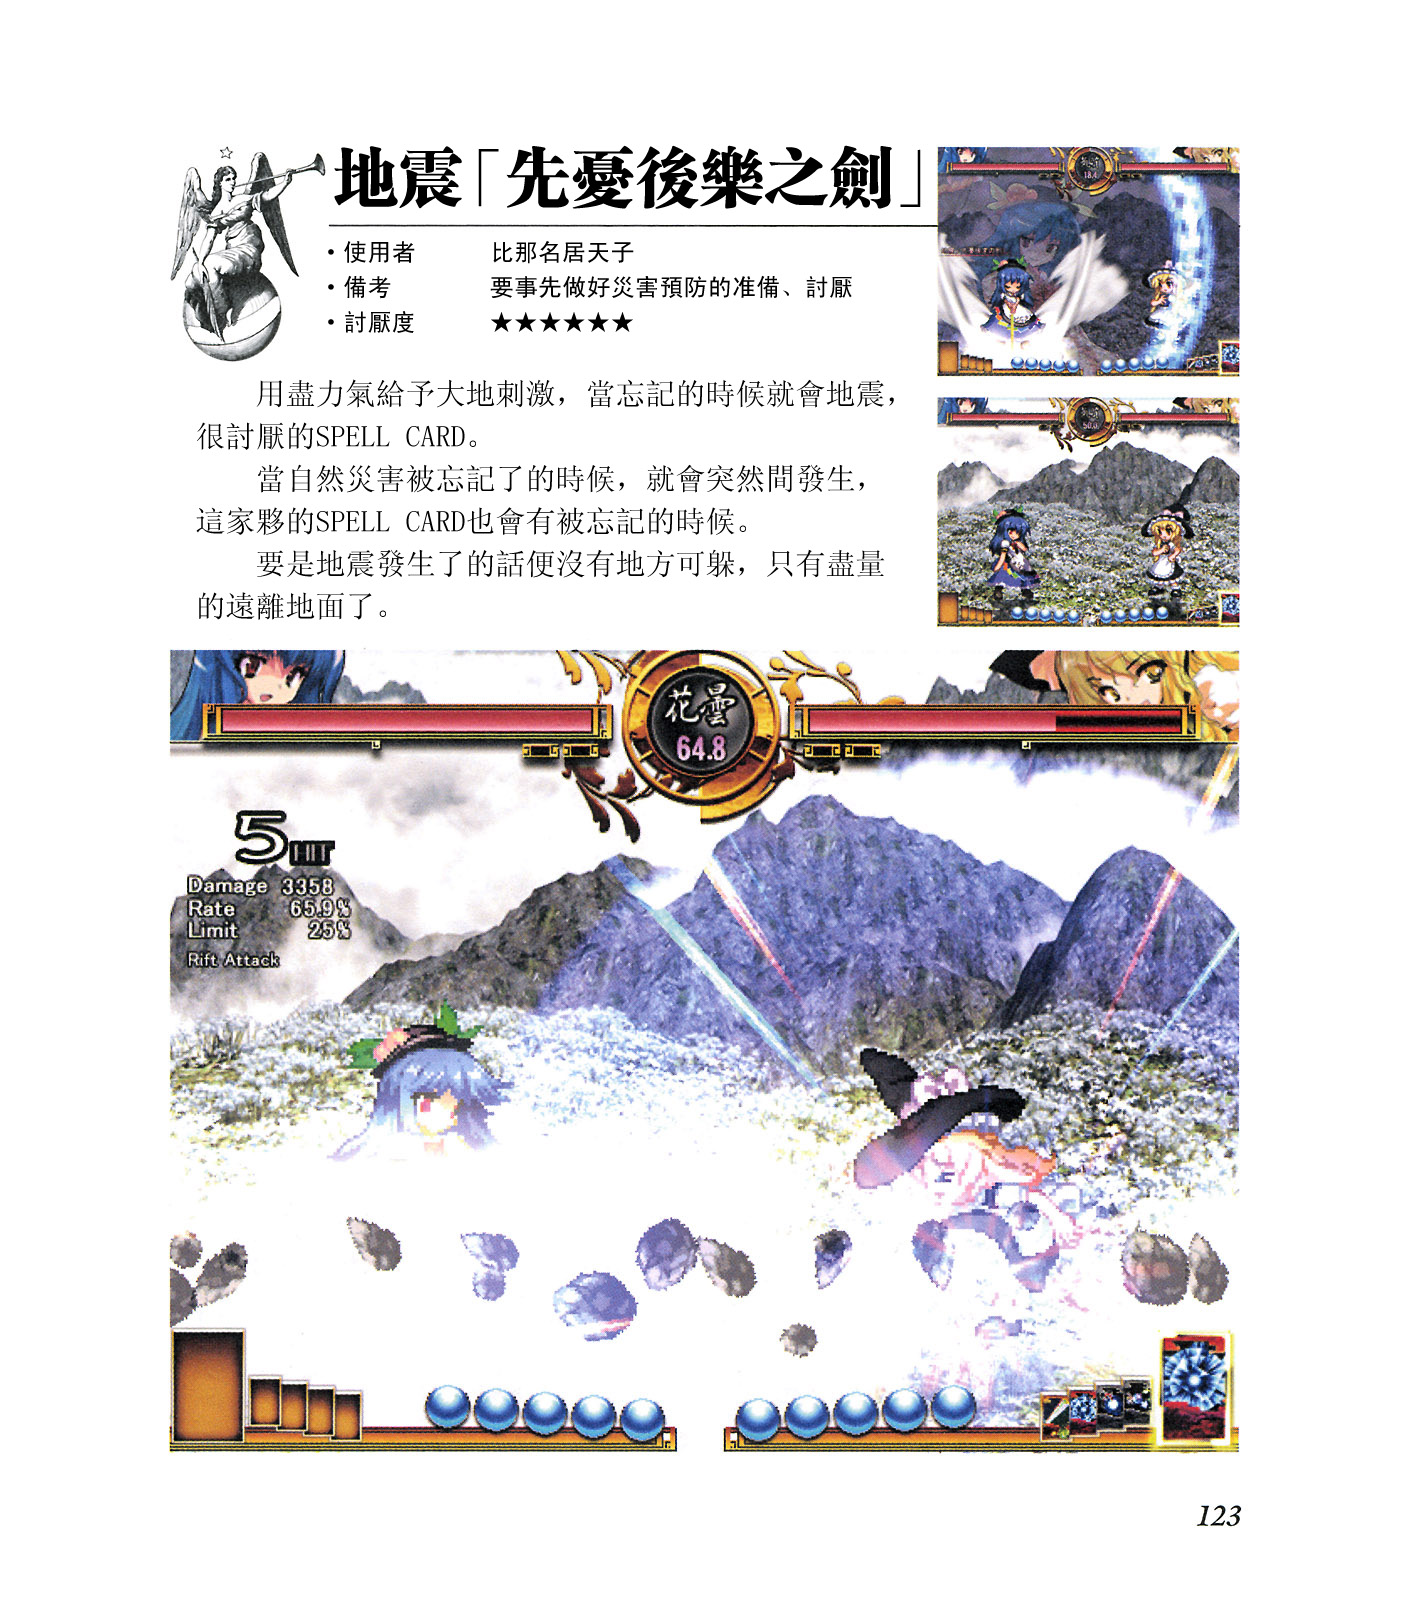 地震「先憂後樂之劍」
・使用者 比那名居天子
・備考 要事先做好災害預防的准備、討厭
・討厭度 ★★★★★★
用盡力氣給予大地刺激，當忘記的時候就會地震，
很討厭的SPELL CARD。
當自然災害被忘記了的時候，就會突然間發生，
這家夥的SPELL CARD也會有被忘記的時候。
要是地震發生了的話便沒有地方可躲，只有盡量
的遠離地面了。
18.4
50.0
花曇
64.8
5 HIT
Damage 3358
Rate 65.9%
Limit 25%
Rift Attack
123